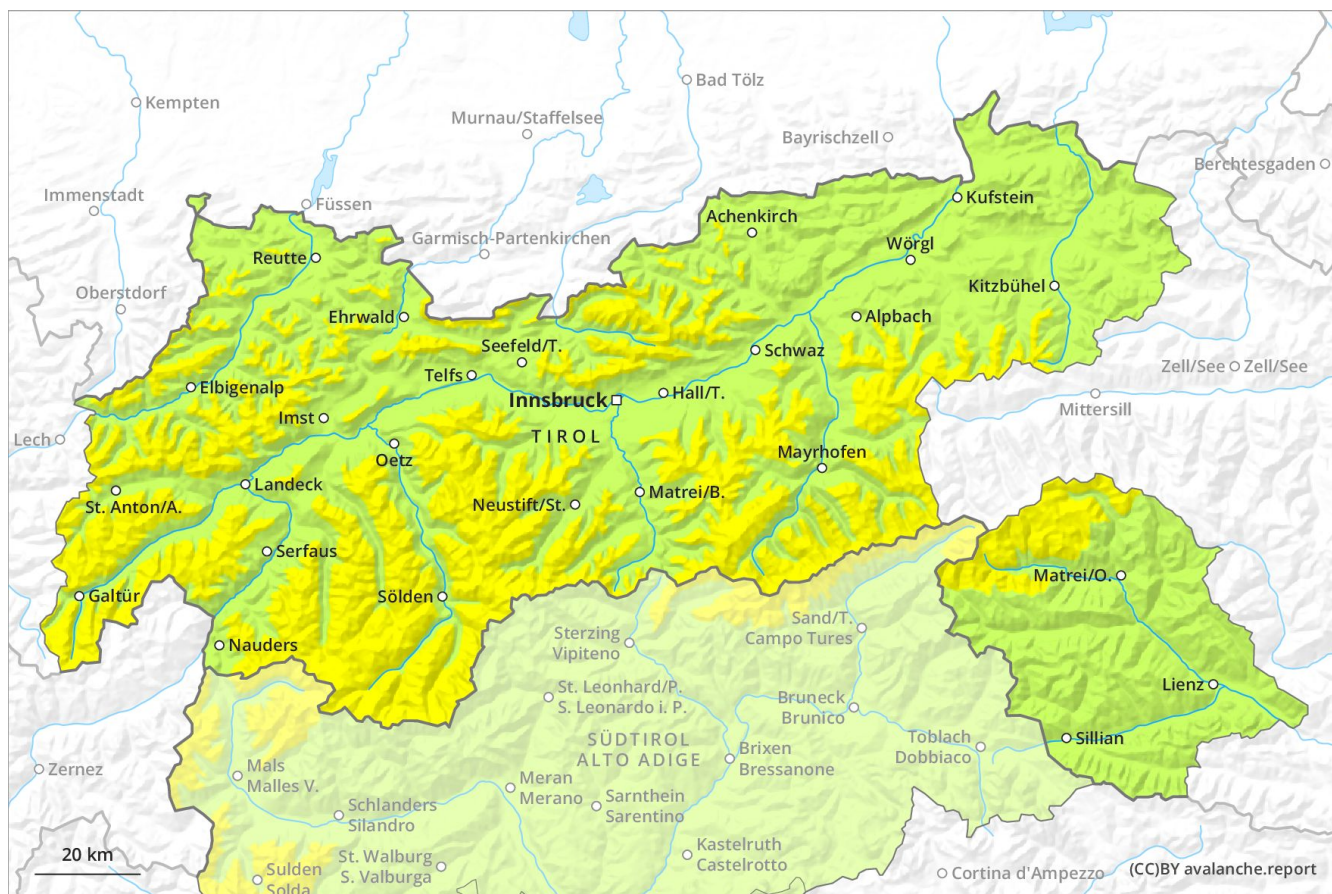 Kempten
Bad Tölz
Murnau/Staffelsee
Bayrischzell
Berchtesgaden
Immenstadt
Füssen
Kufstein
Achenkirch
Garmisch-Partenkirchen
Wörgl
Reutte
Kitzbühel
Oberstdorf
Ehrwald
Alpbach
Seefeld/T.
Schwaz
Zell/See
Zell/See
Telfs
Elbigenalp
Hall/T.
Innsbruck
Mittersill
Imst
Lech
TIROL
Oetz
Mayrhofen
Landeck
Matrei/B.
St. Anton/A.
Neustift/St.
Serfaus
Matrei/O.
Galtür
Sölden
Sand/T.
Campo Tures
Sterzing
Vipiteno
Nauders
Lienz
St. Leonhard/P.
S. Leonardo i. P.
Bruneck
Brunico
SÜDTIROL
ALTO ADIGE
Sillian
Toblach
Dobbiaco
Brixen
Bressanone
Zernez
Mals
Malles V.
Meran
Merano
Sarnthein
Sarentino
Schlanders
Silandro
Kastelruth
Castelrotto
20 km
St. Walburg
S. Valburga
Sulden
Solda
Cortina d'Ampezzo
(CC)BY avalanche.report